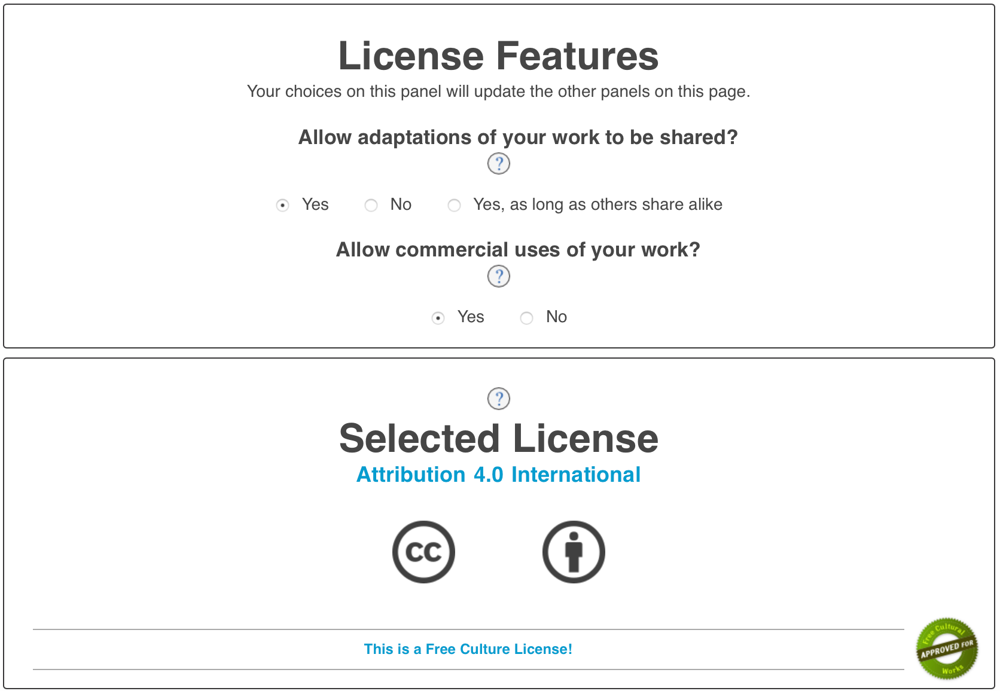 License Features
Your choices on this panel will update the other panels on this page.
Allow adaptations of your work to be shared?
?
Yes No Yes, as long as others share alike
Allow commercial uses of your work?
?
Yes No
?
Selected License
Attribution 4.0 International
cc
This is a Free Culture License!
Free Cultural
APPROVED FOR
Works